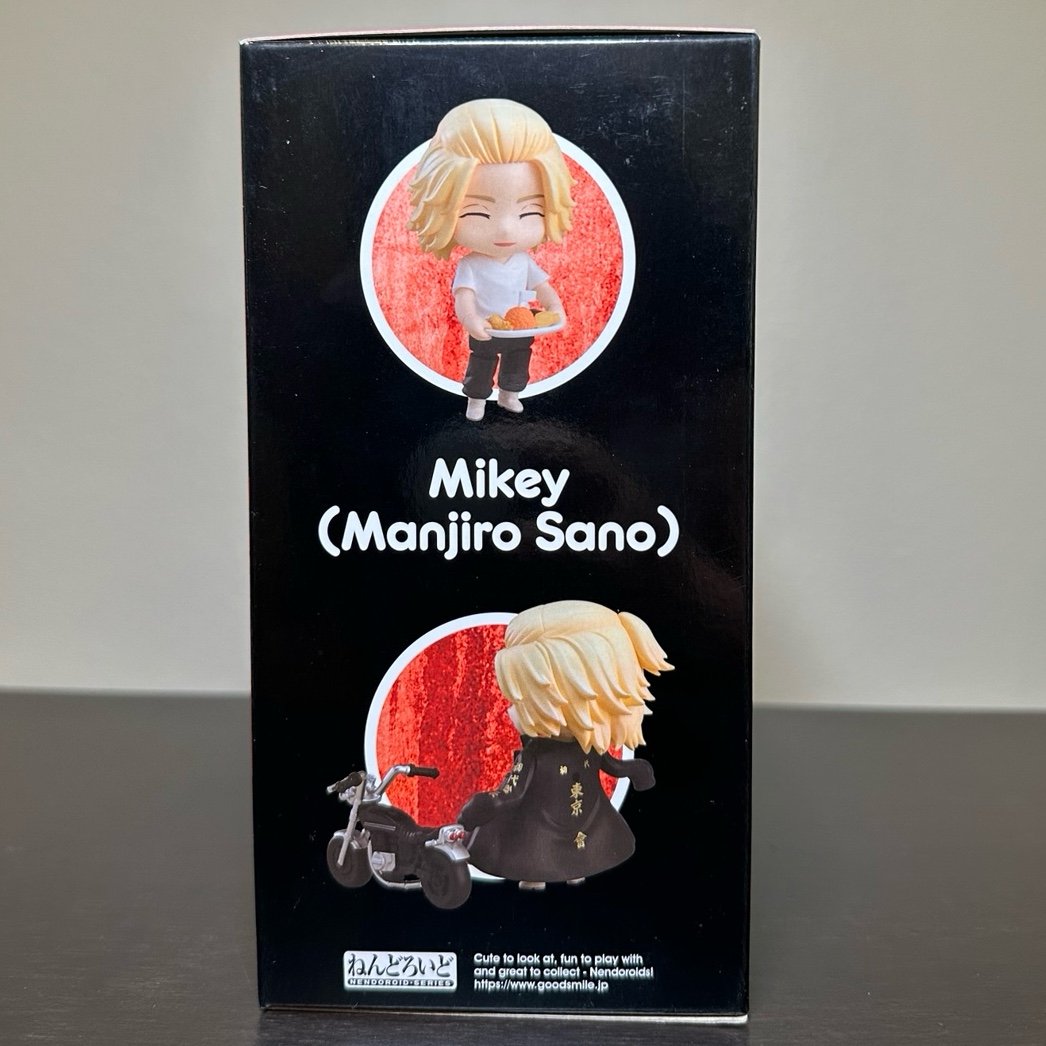 Mikey
(Manjiro Sano)
東京
會
ねんどろいど
NENDOROID·SERIES
Cute to look at, fun to play with
and great to collect - Nendoroids!
https://www.goodsmile.jp